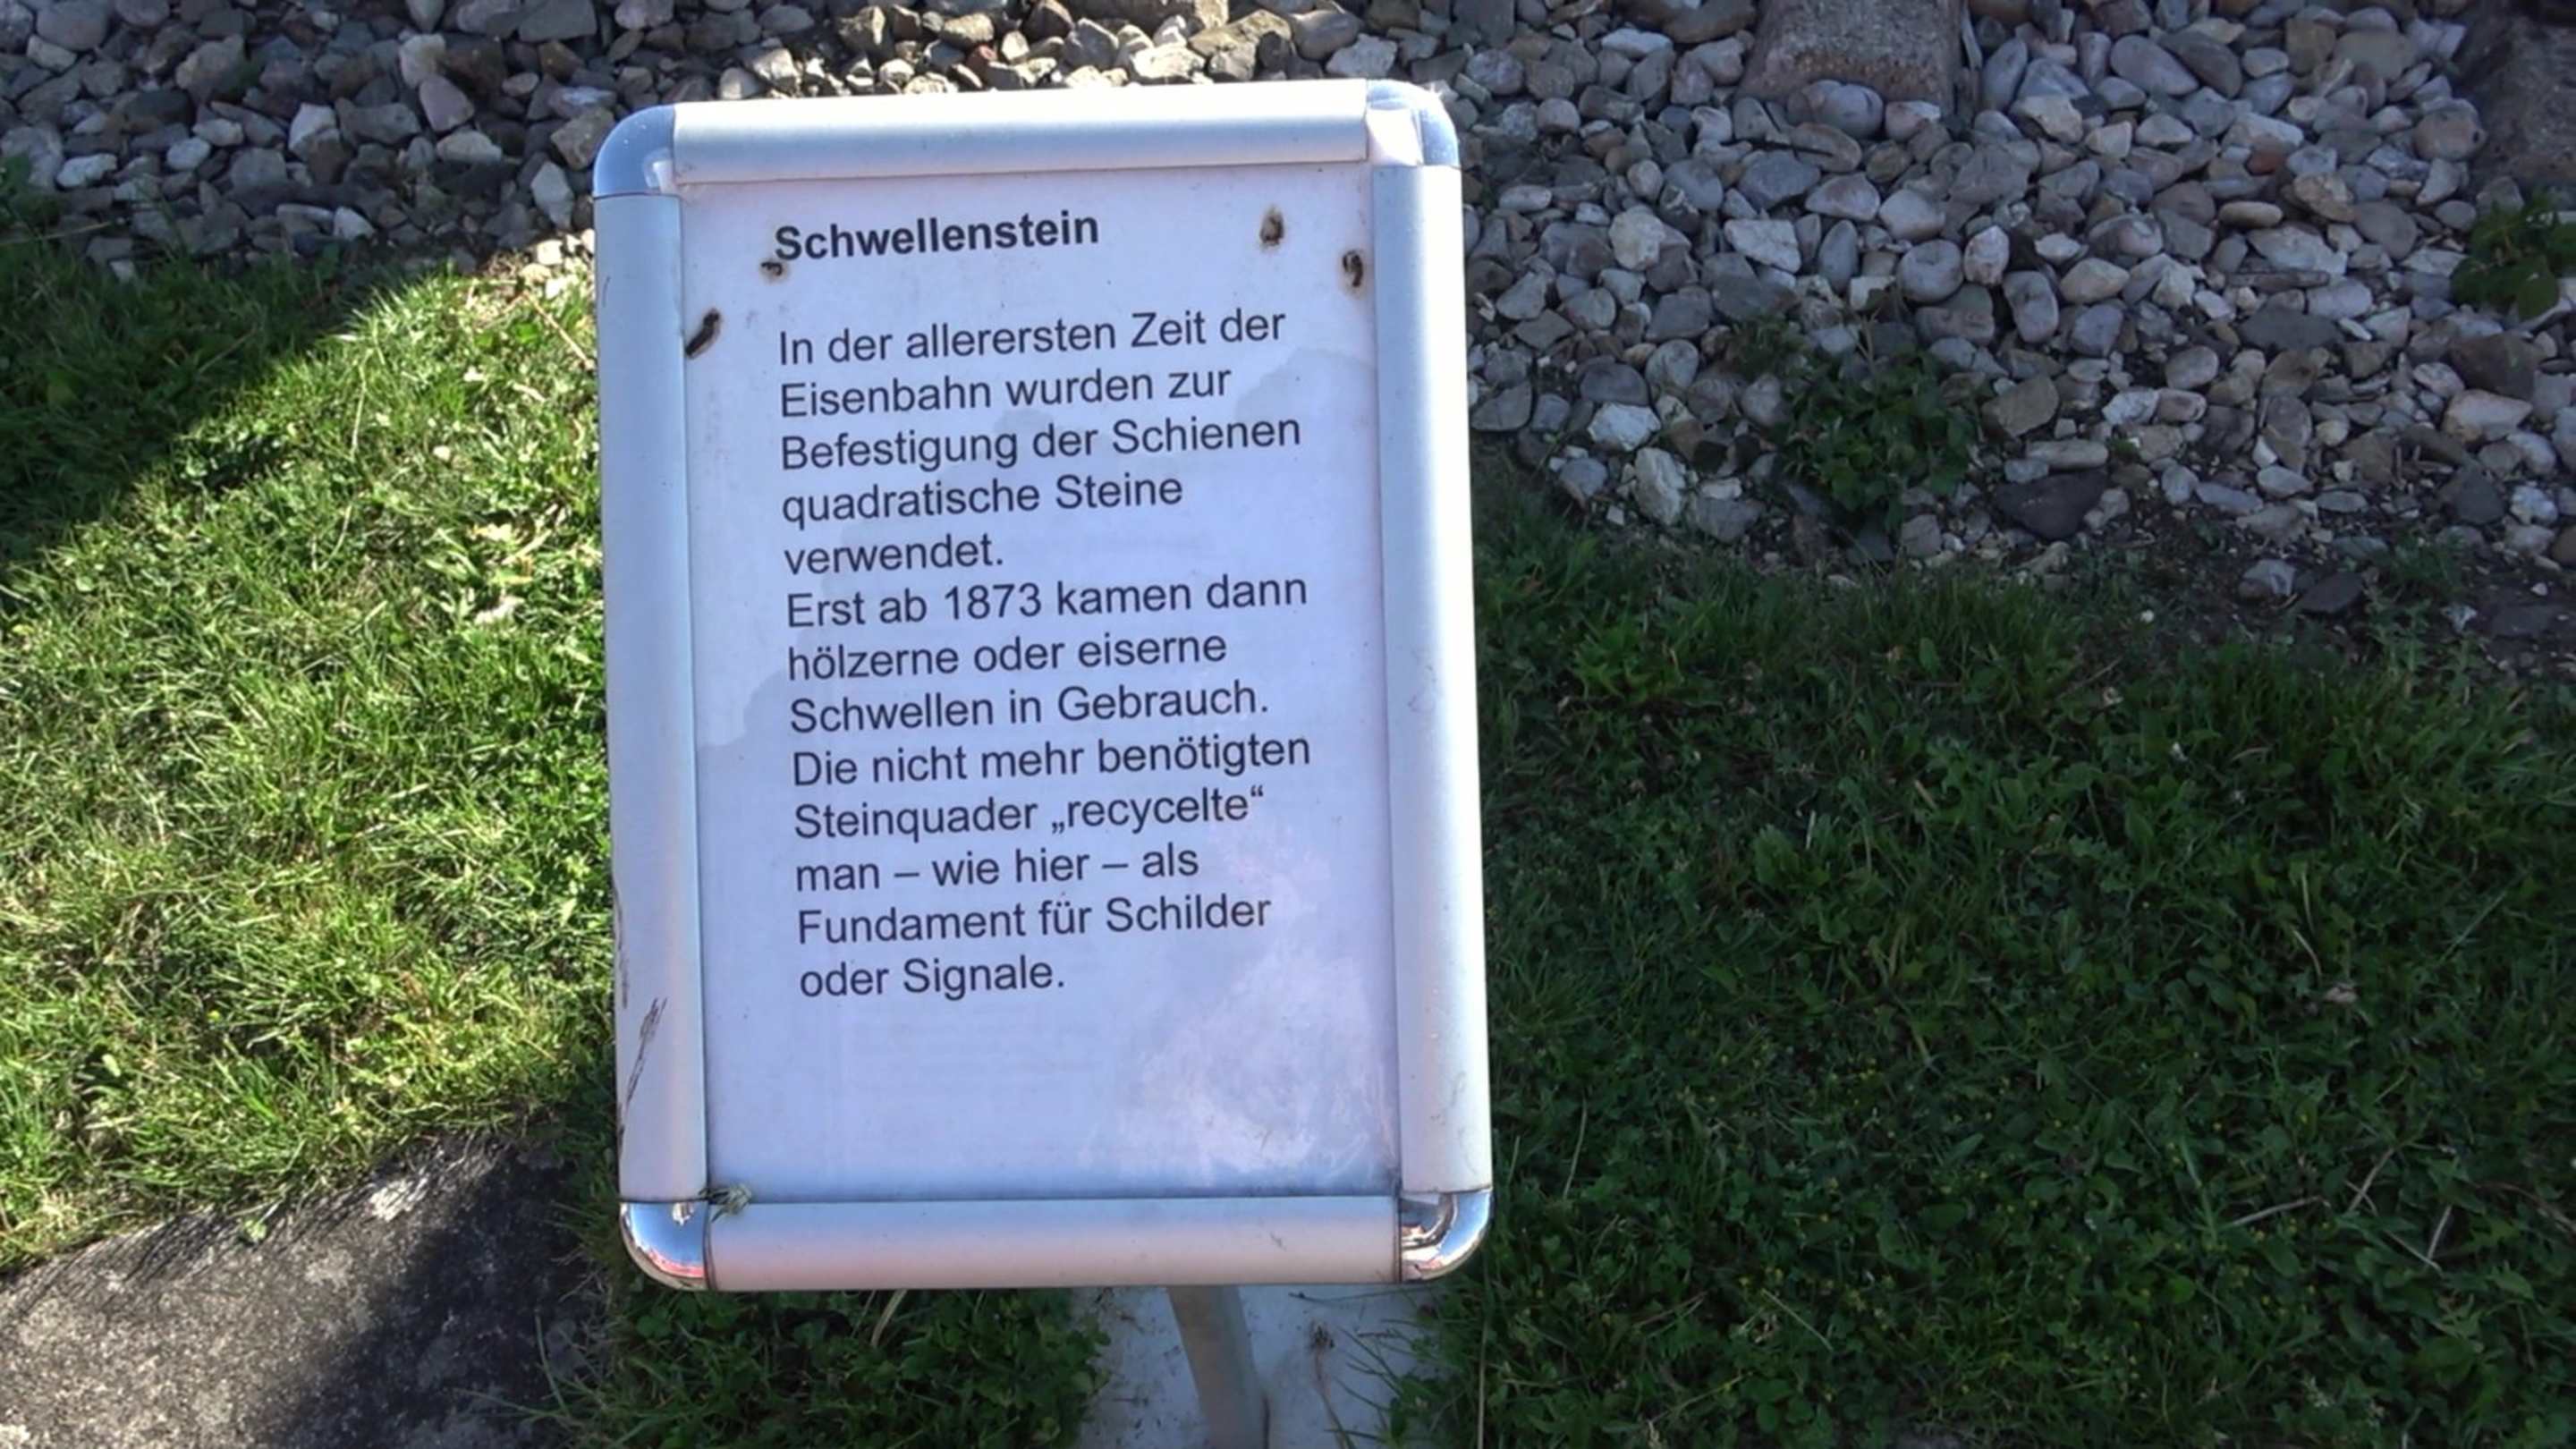 Schwellenstein
In der allerersten Zeit der
Eisenbahn wurden zur
Befestigung der Schienen
quadratische Steine
verwendet.
Erst ab 1873 kamen dann
hölzerne oder eiserne
Schwellen in Gebrauch.
Die nicht mehr benötigten
Steinquader „recycelte“
man – wie hier – als
Fundament für Schilder
oder Signale.